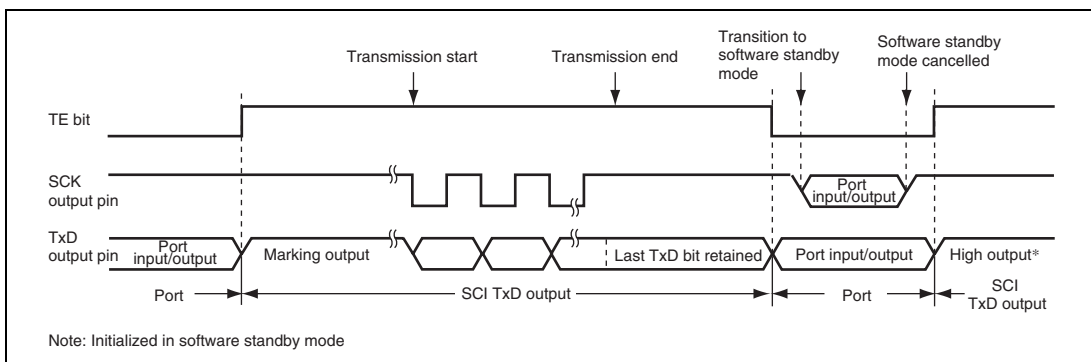 Transmission start
Transmission end
Transition to
software standby
mode
Software standby
mode cancelled
TE bit
SCK
output pin
Port
input/output
TxD
output pin
Port
input/output
Marking output
Last TxD bit retained
Port input/output
High output*
Port
SCI TxD output
Port
SCI
TxD output
Note: Initialized in software standby mode